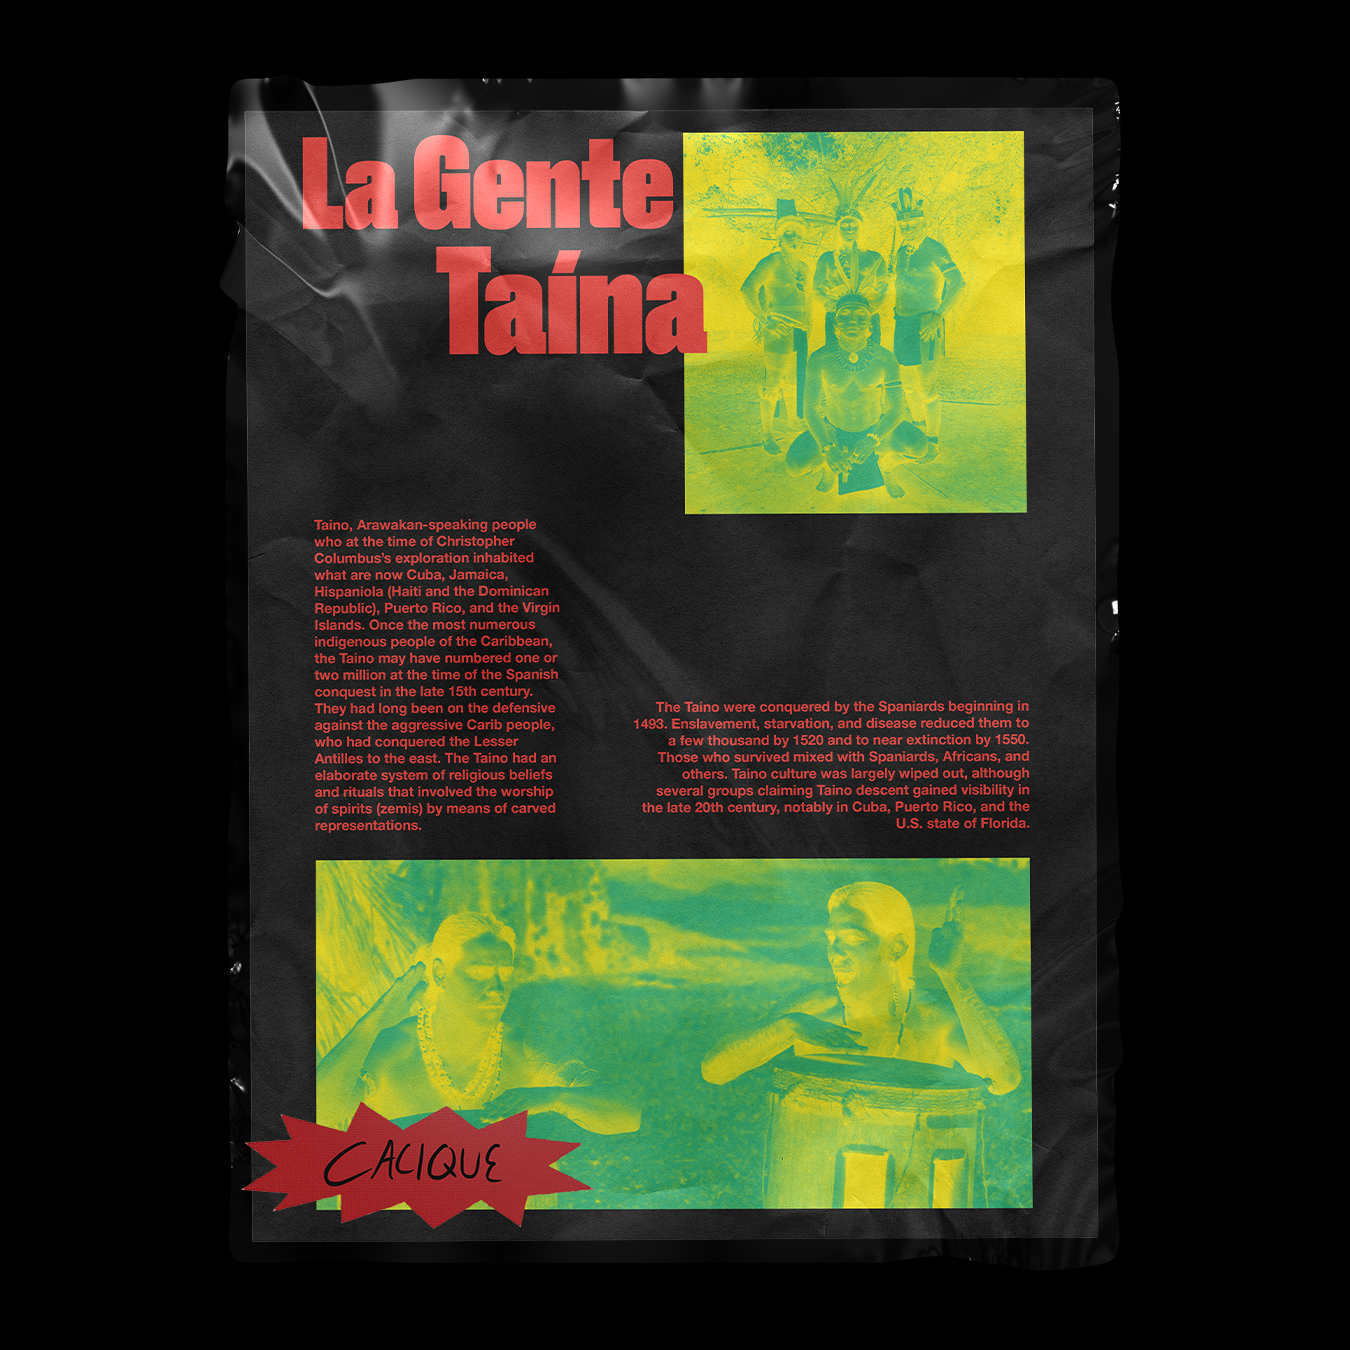 La Gente
Taína
Taino, Arawakan-speaking people
who at the time of Christopher
Columbus's exploration inhabited
what are now Cuba, Jamaica,
Hispaniola (Haiti and the Dominican
Republic), Puerto Rico, and the Virgin
Islands. Once the most numerous
indigenous people of the Caribbean,
the Taino may have numbered one or
two million at the time of the Spanish
conquest in the late 15th century.
They had long been on the defensive
against the aggressive Carib people,
who had conquered the Lesser
Antilles to the east. The Taino had an
elaborate system of religious beliefs
and rituals that involved the worship
of spirits (zemis) by means of carved
representations.
The Taino were conquered by the Spaniards beginning in
1493. Enslavement, starvation, and disease reduced them to
a few thousand by 1520 and to near extinction by 1550.
Those who survived mixed with Spaniards, Africans, and
others. Taino culture was largely wiped out, although
several groups claiming Taino descent gained visibility in
the late 20th century, notably in Cuba, Puerto Rico, and the
U.S. state of Florida.
CACIQUE